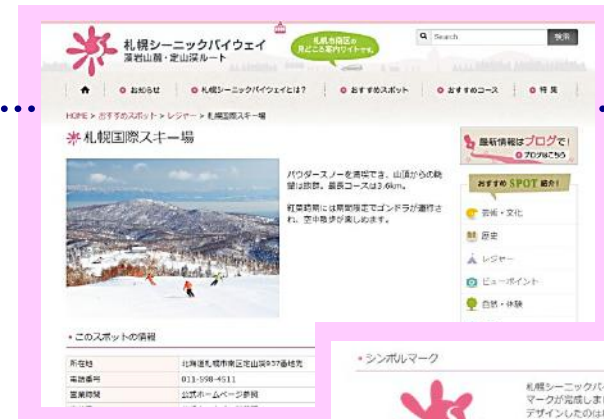 札幌シーニックバイウェイ
藻岩山麓・定山渓ルート
札幌市南区の
見どころ案内サイトです。
Search
検索
お知らせ
札幌シーニックバイウェイとは?
おすすめスポット
おすすめコース
特集
HOME > おすすめスポット > レジャー > 札幌国際スキー場
札幌国際スキー場
パウダースノーを満喫でき、山頂からの眺
望は抜群。最長コースは3.6km。
紅葉時期には期間限定でゴンドラが運行さ
れ、空中散歩が楽しめます。
最新情報はブログで!
ブログはこちら
おすすめ SPOT 紹介!
芸術・文化
歴史
レジャー
ビューポイント
自然・体験
・このスポットの情報
所在地 北海道札幌市南区定山渓937番地先
電話番号 011-598-4511
営業時間 公式ホームページ参照
・シンボルマーク
札幌シーニックバイ
マークが完成しまし
デザインしたのは